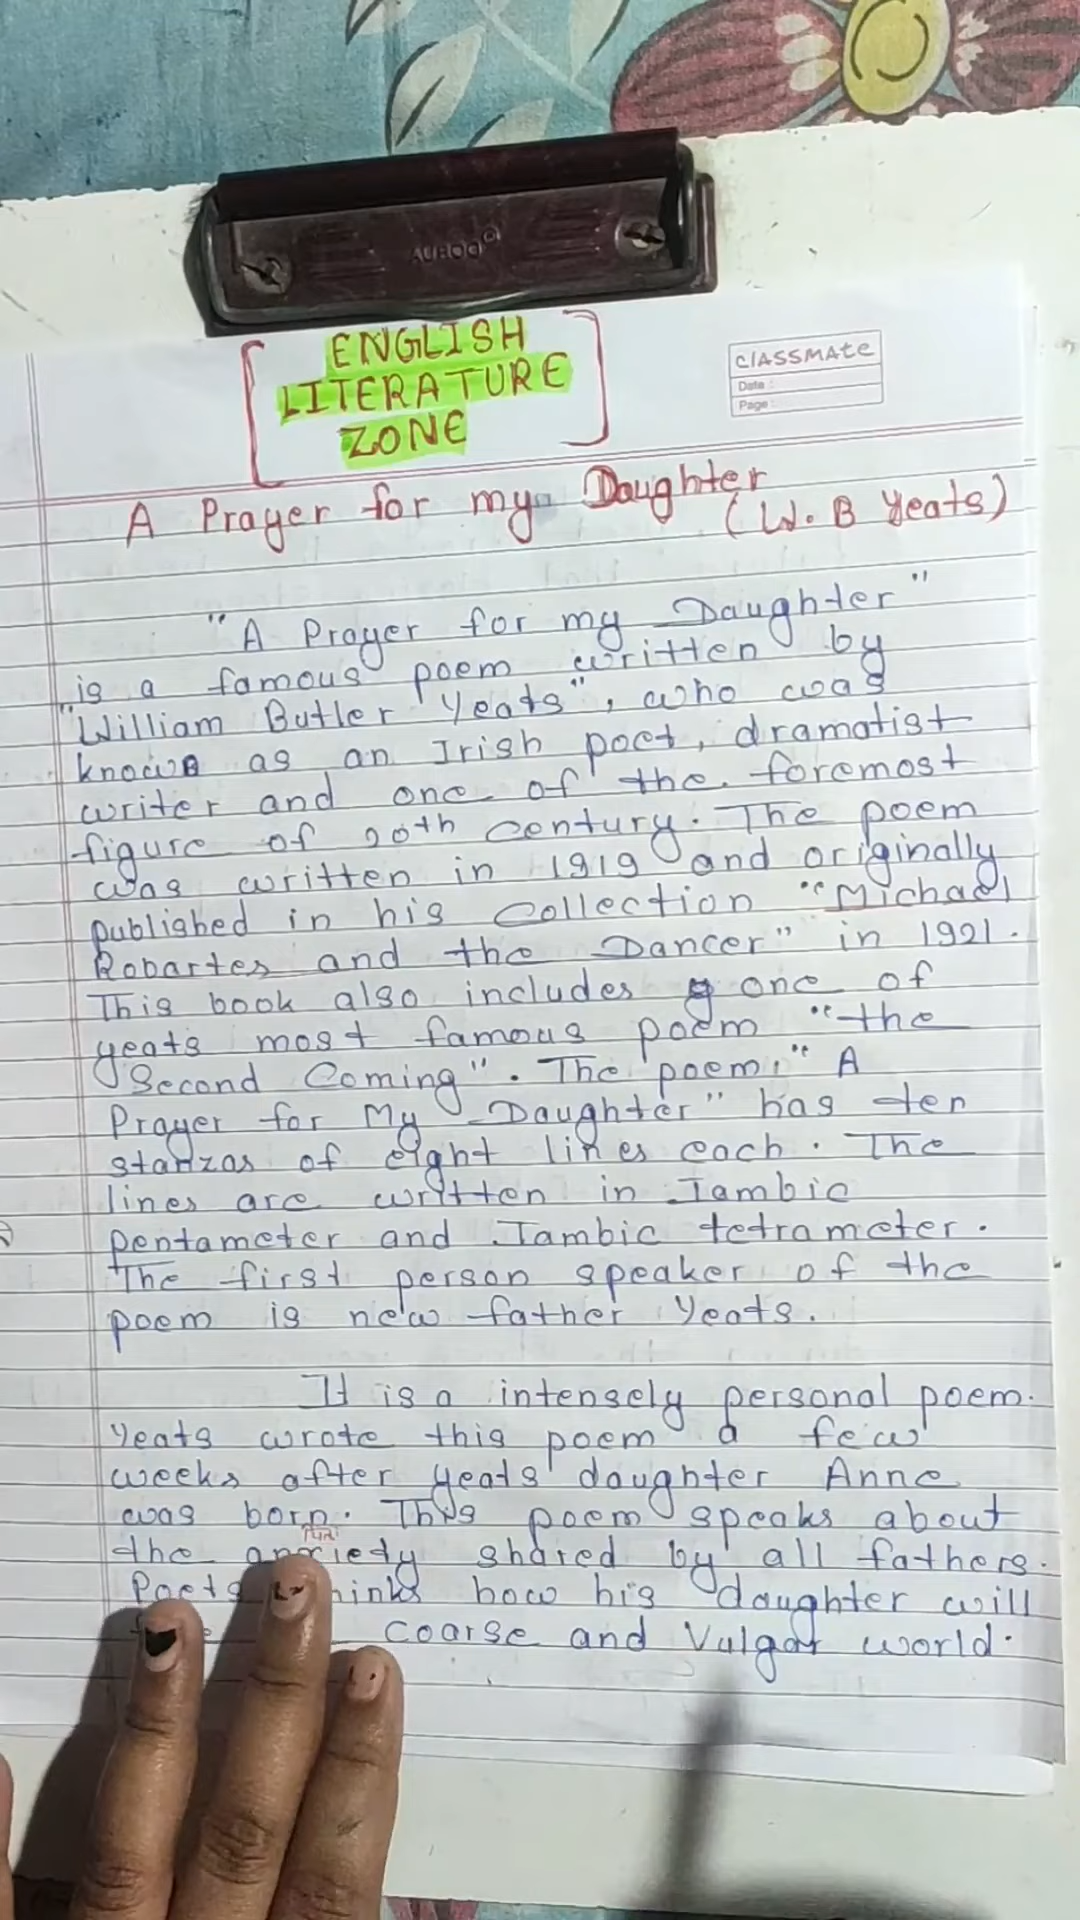 AUROO
ENGLISH
LITERATURE
ZONE
CLASSMATE
Date :
Page :
A Prayer for my Daughter
(W. B Yeats)
"A Prayer for my Daughter"
is a famous poem written by
"William Butler Yeats", who was
known as an Irish poet, dramatist
writer and one of the foremost
figure of 20th century. The poem
was written in 1919 and originally
published in his collection "Michael
Robartes and the Dancer" in 1921.
This book also includes one of
yeats most famous poem "the
Second Coming". The poem, "A
Prayer for My Daughter" has ten
stanzas of eight lines each. The
lines are written in Iambic
pentameter and Iambic tetrameter.
The first person speaker of the
poem is new father Yeats.
It is a intensely personal poem.
Yeats wrote this poem a few
weeks after yeats' daughter Anne
was born. This poem speaks about
the anxiety shared by all fathers.
Poets thinks how his daughter will
coarse and Vulgar world.